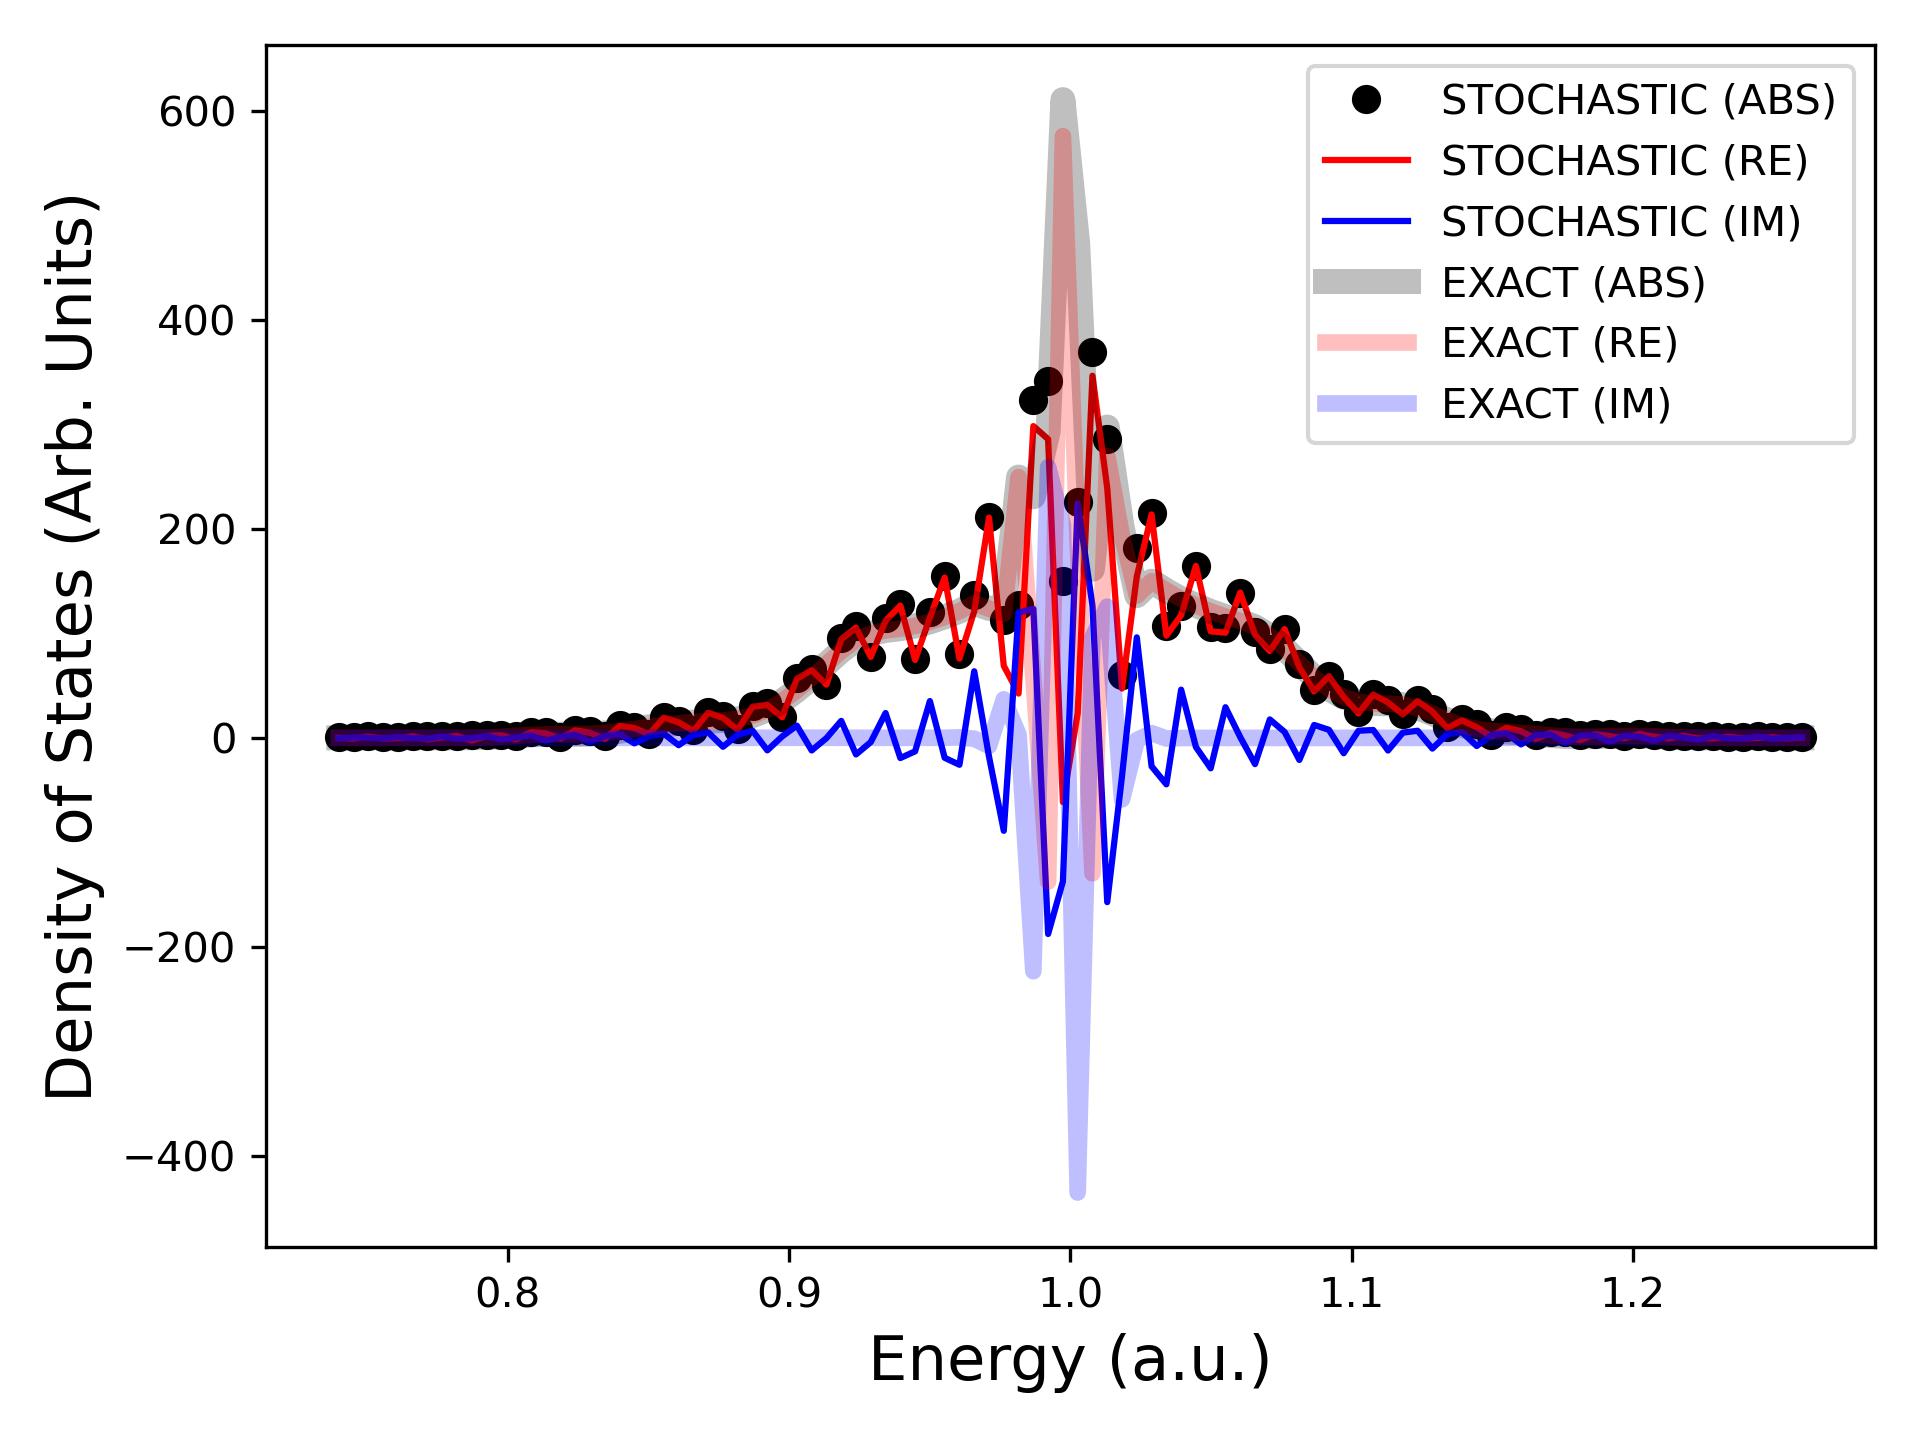 STOCHASTIC (ABS)
STOCHASTIC (RE)
STOCHASTIC (IM)
EXACT (ABS)
EXACT (RE)
EXACT (IM)
Density of States (Arb. Units)
600
400
200
0
−200
−400
0.8 0.9 1.0 1.1 1.2
Energy (a.u.)